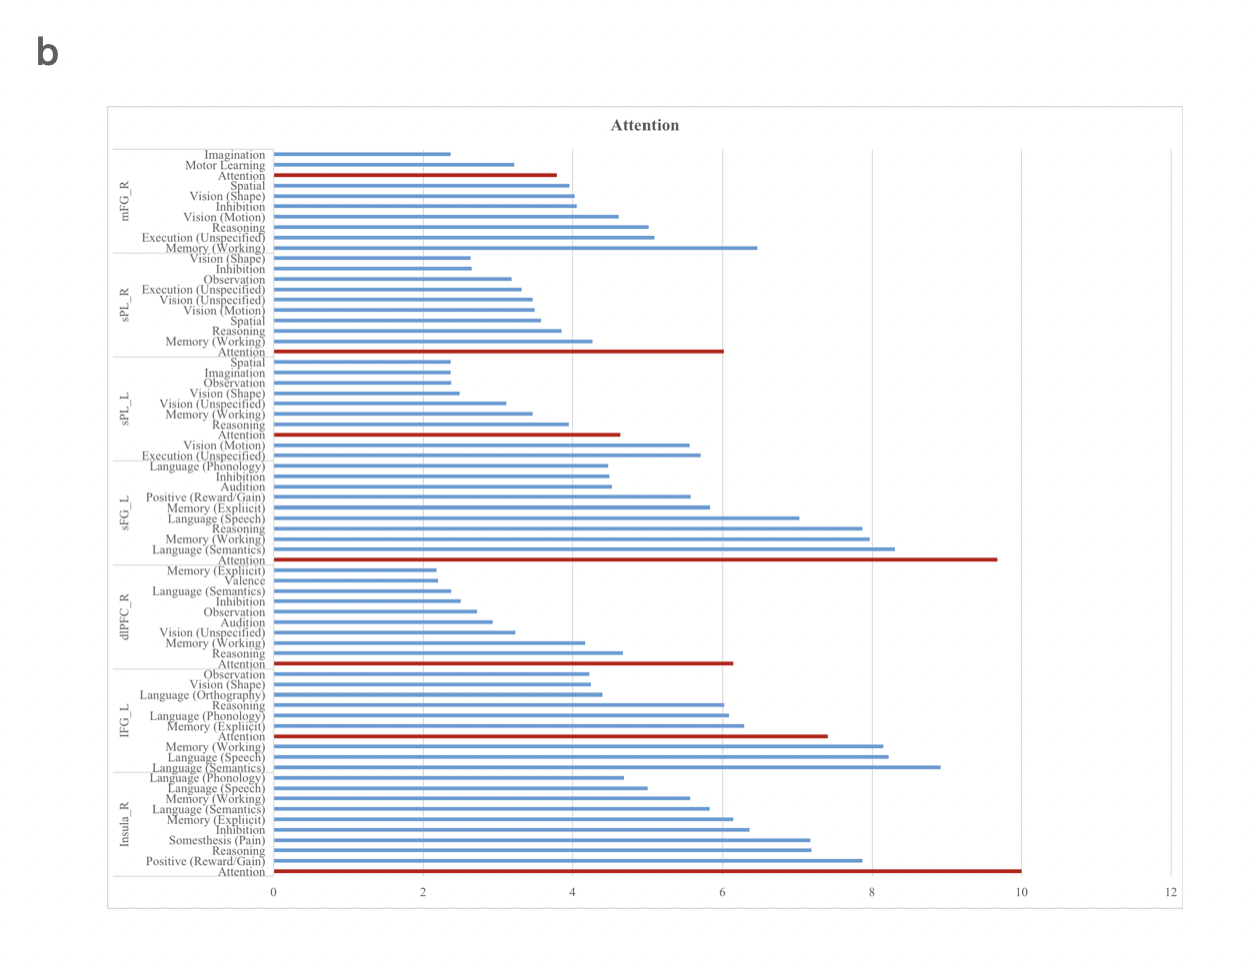 b
Attention
mFG_R
Imagination
Motor Learning
Attention
Spatial
Vision (Shape)
Inhibition
Vision (Motion)
Reasoning
Execution (Unspecified)
Memory (Working)
sPL_R
Vision (Shape)
Inhibition
Observation
Execution (Unspecified)
Vision (Unspecified)
Vision (Motion)
Spatial
Reasoning
Memory (Working)
Attention
sPL_L
Spatial
Imagination
Observation
Vision (Shape)
Vision (Unspecified)
Memory (Working)
Reasoning
Attention
Vision (Motion)
Execution (Unspecified)
sFG_L
Language (Phonology)
Inhibition
Audition
Positive (Reward/Gain)
Memory (Expliicit)
Language (Speech)
Reasoning
Memory (Working)
Language (Semantics)
Attention
dlPFC_R
Memory (Expliicit)
Valence
Language (Semantics)
Inhibition
Observation
Audition
Vision (Unspecified)
Memory (Working)
Reasoning
Attention
IFG_L
Observation
Vision (Shape)
Language (Orthography)
Reasoning
Language (Phonology)
Memory (Expliicit)
Attention
Memory (Working)
Language (Speech)
Language (Semantics)
Insula_R
Language (Phonology)
Language (Speech)
Memory (Working)
Language (Semantics)
Memory (Expliicit)
Inhibition
Somesthesis (Pain)
Reasoning
Positive (Reward/Gain)
Attention
0 2 4 6 8 10 12